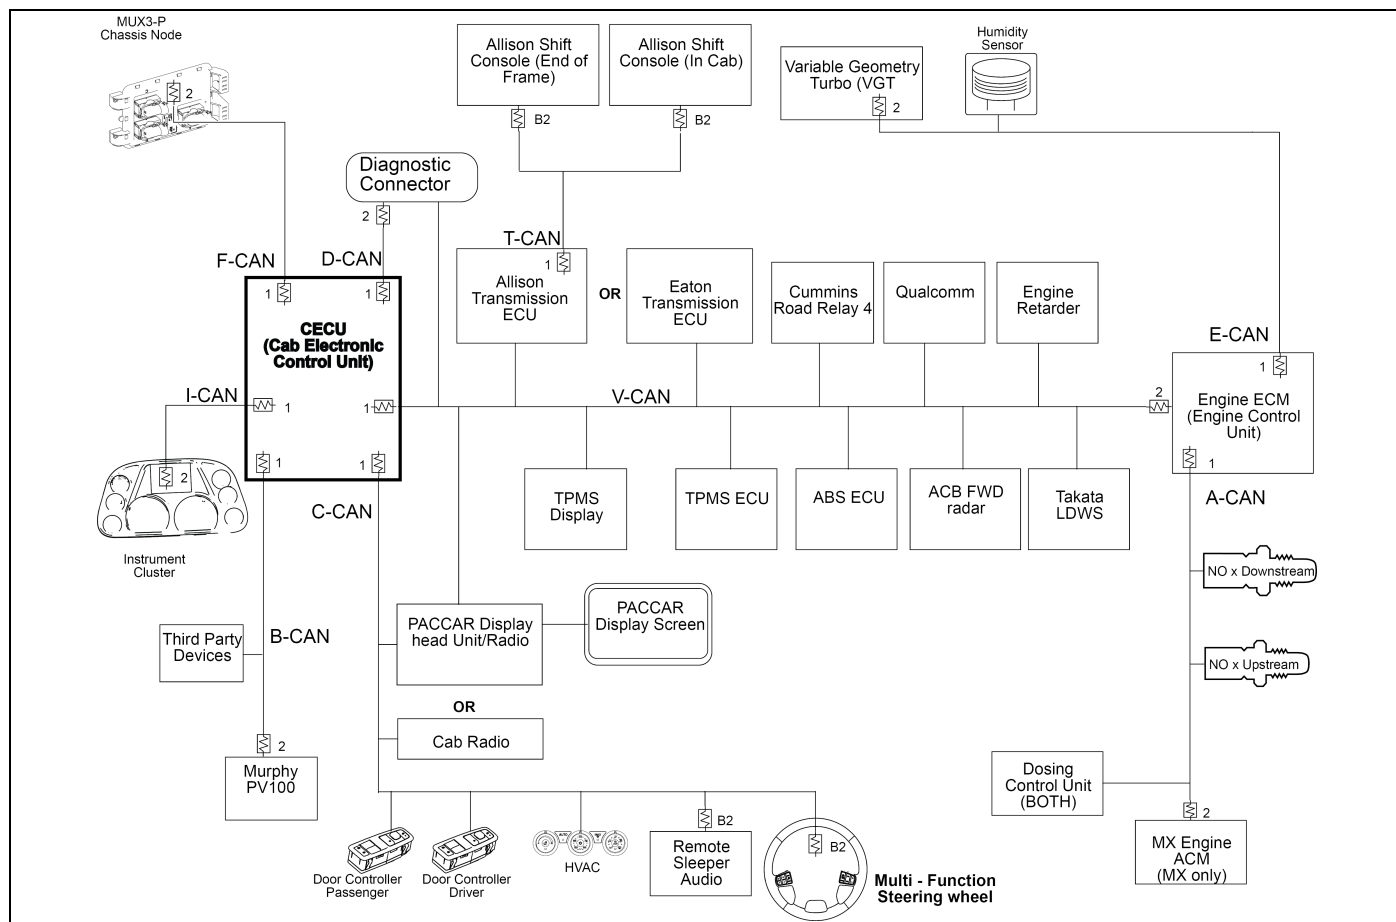 MUX3-P
Chassis Node
2
Allison Shift
Console (End of
Frame)
B2
Allison Shift
Console (In Cab)
B2
Variable Geometry
Turbo (VGT
2
Humidity
Sensor
Diagnostic
Connector
2
F-CAN
D-CAN
T-CAN
1
Allison
Transmission
ECU
OR
Eaton
Transmission
ECU
Cummins
Road Relay 4
Qualcomm
Engine
Retarder
E-CAN
1
1
CECU
(Cab Electronic
Control Unit)
I-CAN
1
1
V-CAN
2
1
Engine ECM
(Engine Control
Unit)
1
1
1
2
Instrument
Cluster
C-CAN
A-CAN
TPMS
Display
TPMS ECU
ABS ECU
ACB FWD
radar
Takata
LDWS
NO x Downstream
NO x Upstream
B-CAN
Third Party
Devices
PACCAR Display
head Unit/Radio
PACCAR
Display Screen
OR
Cab Radio
2
Murphy
PV100
Dosing
Control Unit
(BOTH)
2
MX Engine
ACM
(MX only)
Door Controller
Passenger
Door Controller
Driver
HVAC
B2
Remote
Sleeper
Audio
B2
Multi - Function
Steering wheel